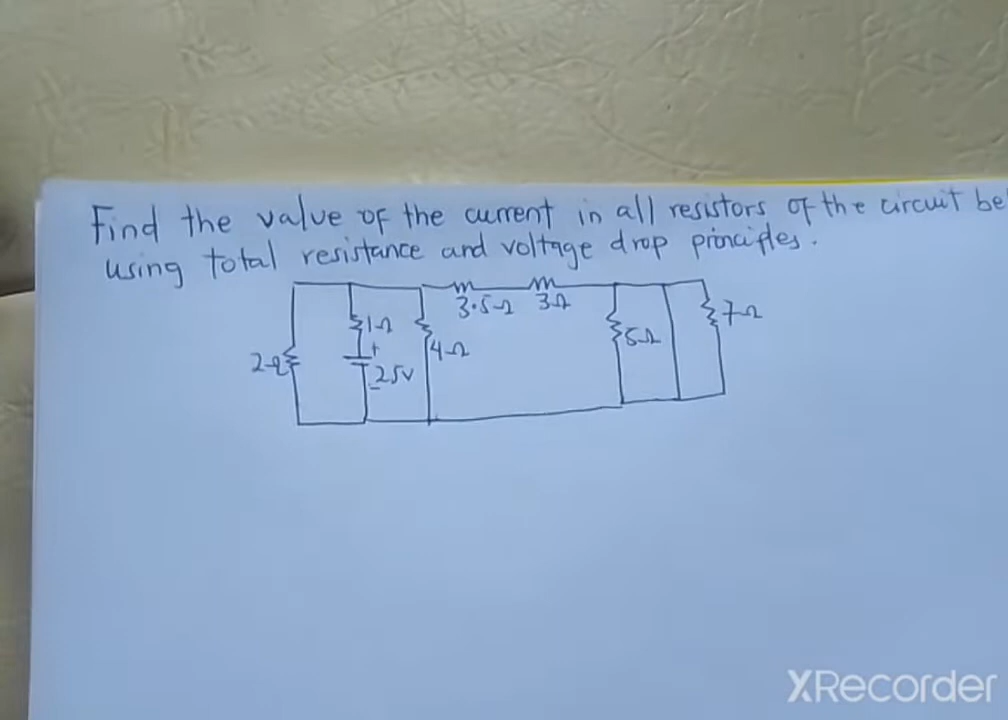 Find the value of the current in all resistors of the circuit be
using total resistance and voltage drop principles.
3.5Ω 3Ω
1Ω
7Ω
5Ω
4Ω
2Ω
+
25V
-
XRecorder